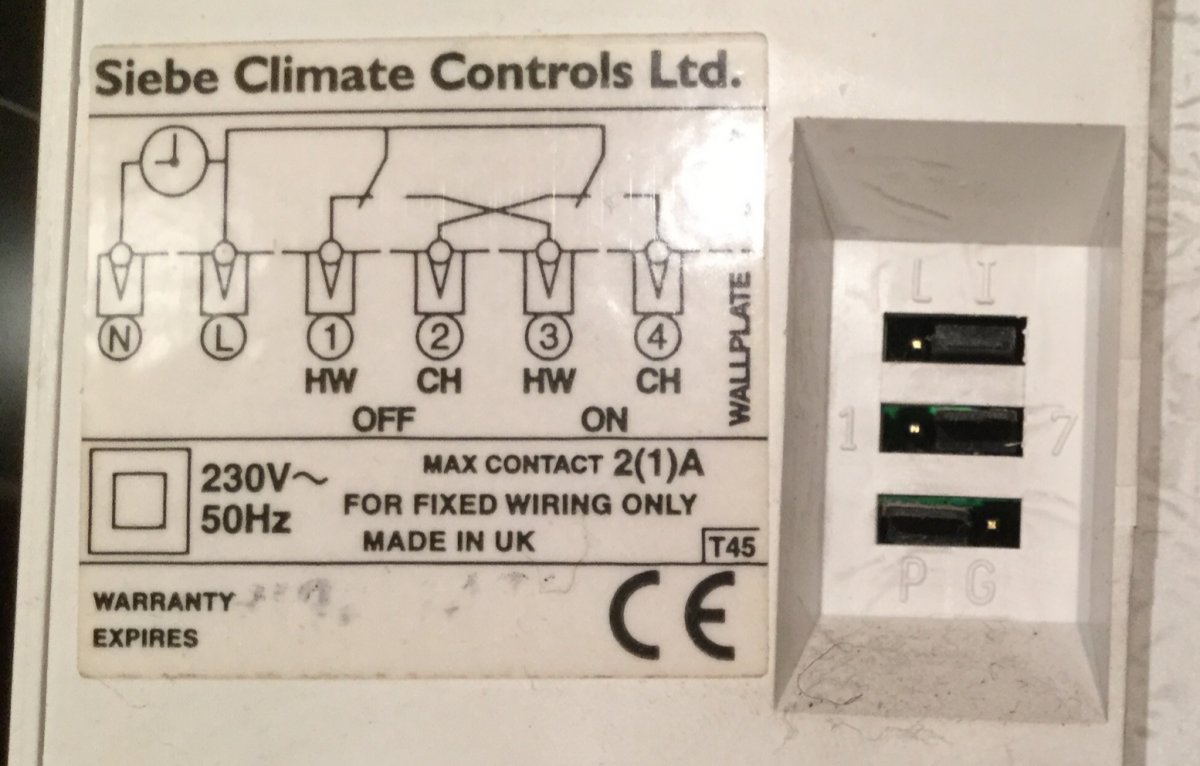 Siebe Climate Controls Ltd.
N L 1 2 3 4
HW CH HW CH
OFF ON
WALLPLATE
230V~
50Hz
MAX CONTACT 2(1)A
FOR FIXED WIRING ONLY
MADE IN UK
T45
WARRANTY
EXPIRES
CE
L I
1 7
P G